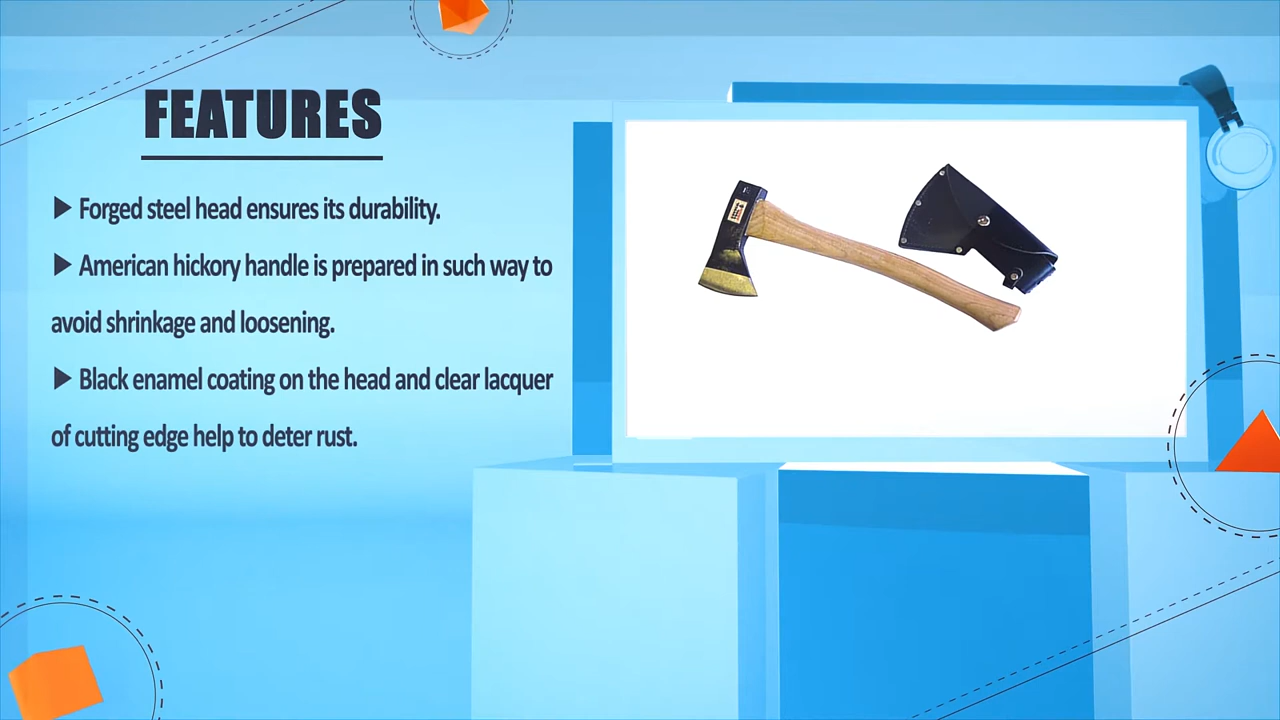 FEATURES
▶ Forged steel head ensures its durability.
▶ American hickory handle is prepared in such way to
avoid shrinkage and loosening.
▶ Black enamel coating on the head and clear lacquer
of cutting edge help to deter rust.